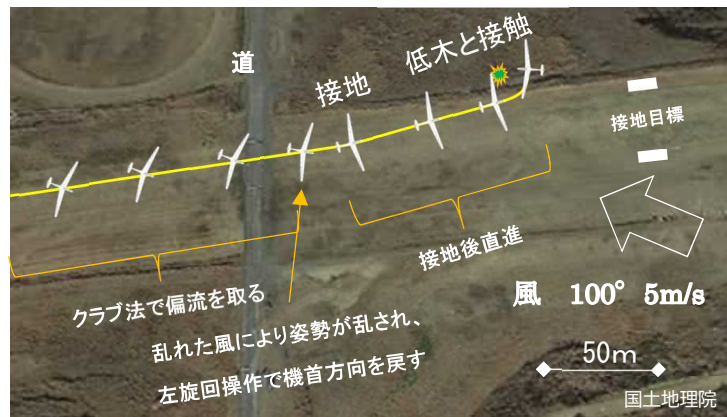 道
接地
低木と接触
接地目標
接地後直進
クラブ法で偏流を取る
乱れた風により姿勢が乱され、
左旋回操作で機首方向を戻す
風　100°　5m/s
50m
国土地理院